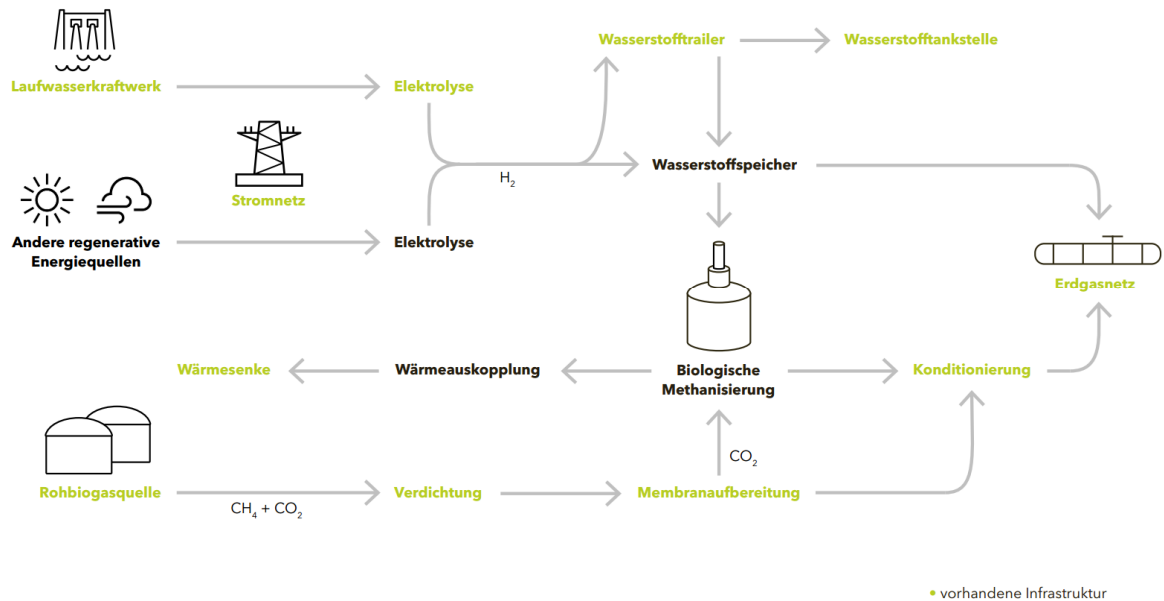 Wasserstofftrailer
Wasserstofftankstelle
Laufwasserkraftwerk
Elektrolyse
Wasserstoffspeicher
H₂
Stromnetz
Andere regenerative
Energiequellen
Elektrolyse
Erdgasnetz
Wärmesenke
Wärmeauskopplung
Biologische
Methanisierung
Konditionierung
CO₂
Rohbiogasquelle
CH₄ + CO₂
Verdichtung
Membranaufbereitung
• vorhandene Infrastruktur